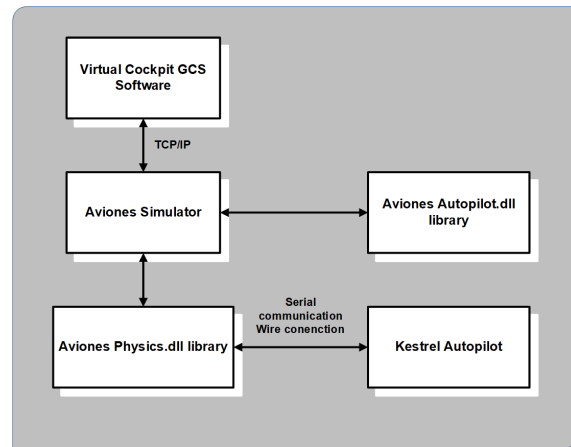 Virtual Cockpit GCS
Software
TCP/IP
Aviones Simulator
Aviones Autopilot.dll
library
Serial
communication
Wire conenction
Aviones Physics.dll library
Kestrel Autopilot